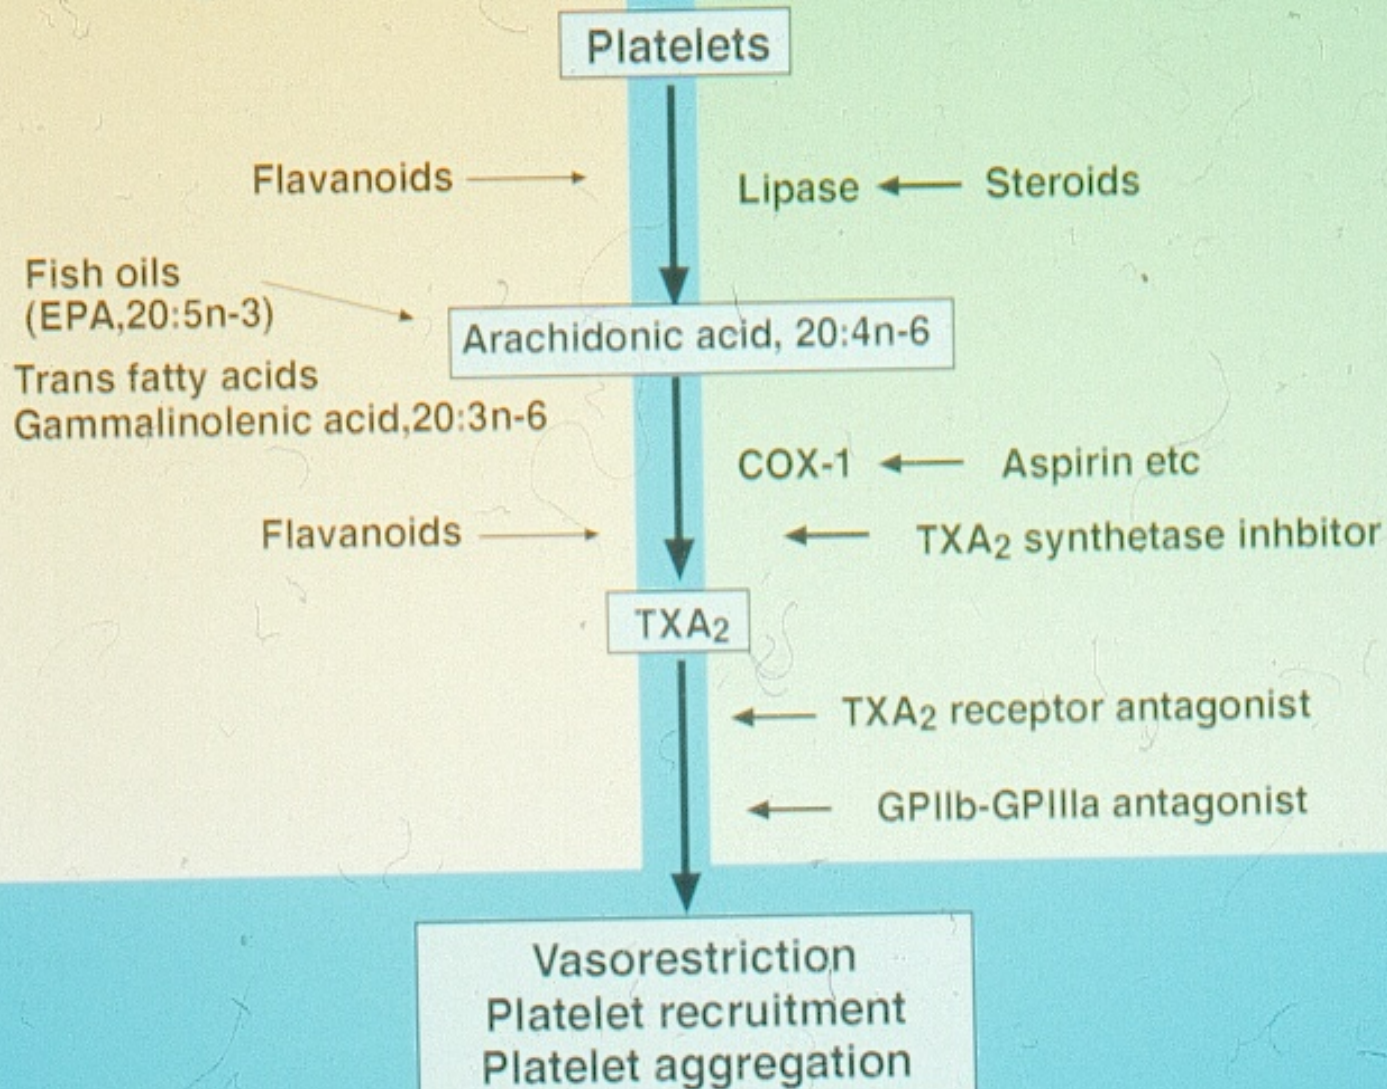 Platelets
Flavanoids
Lipase
Steroids
Fish oils
(EPA,20:5n-3)
Arachidonic acid, 20:4n-6
Trans fatty acids
Gammalinolenic acid,20:3n-6
COX-1
Aspirin etc
Flavanoids
TXA2 synthetase inhbitor
TXA2
TXA2 receptor antagonist
GPIIb-GPIIIa antagonist
Vasorestriction
Platelet recruitment
Platelet aggregation